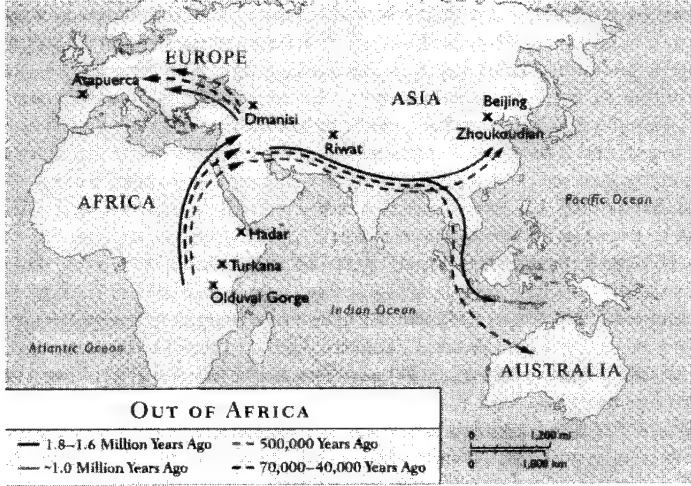 EUROPE
Atapuerca
ASIA
Beijing
Dmanisi
Zhoukoudian
Riwat
AFRICA
Pacific Ocean
Hadar
Turkana
Olduvai Gorge
Indian Ocean
Atlantic Ocean
AUSTRALIA
OUT OF AFRICA
1.8–1.6 Million Years Ago
500,000 Years Ago
~1.0 Million Years Ago
70,000–40,000 Years Ago
0 1,200 mi
0 1,800 km